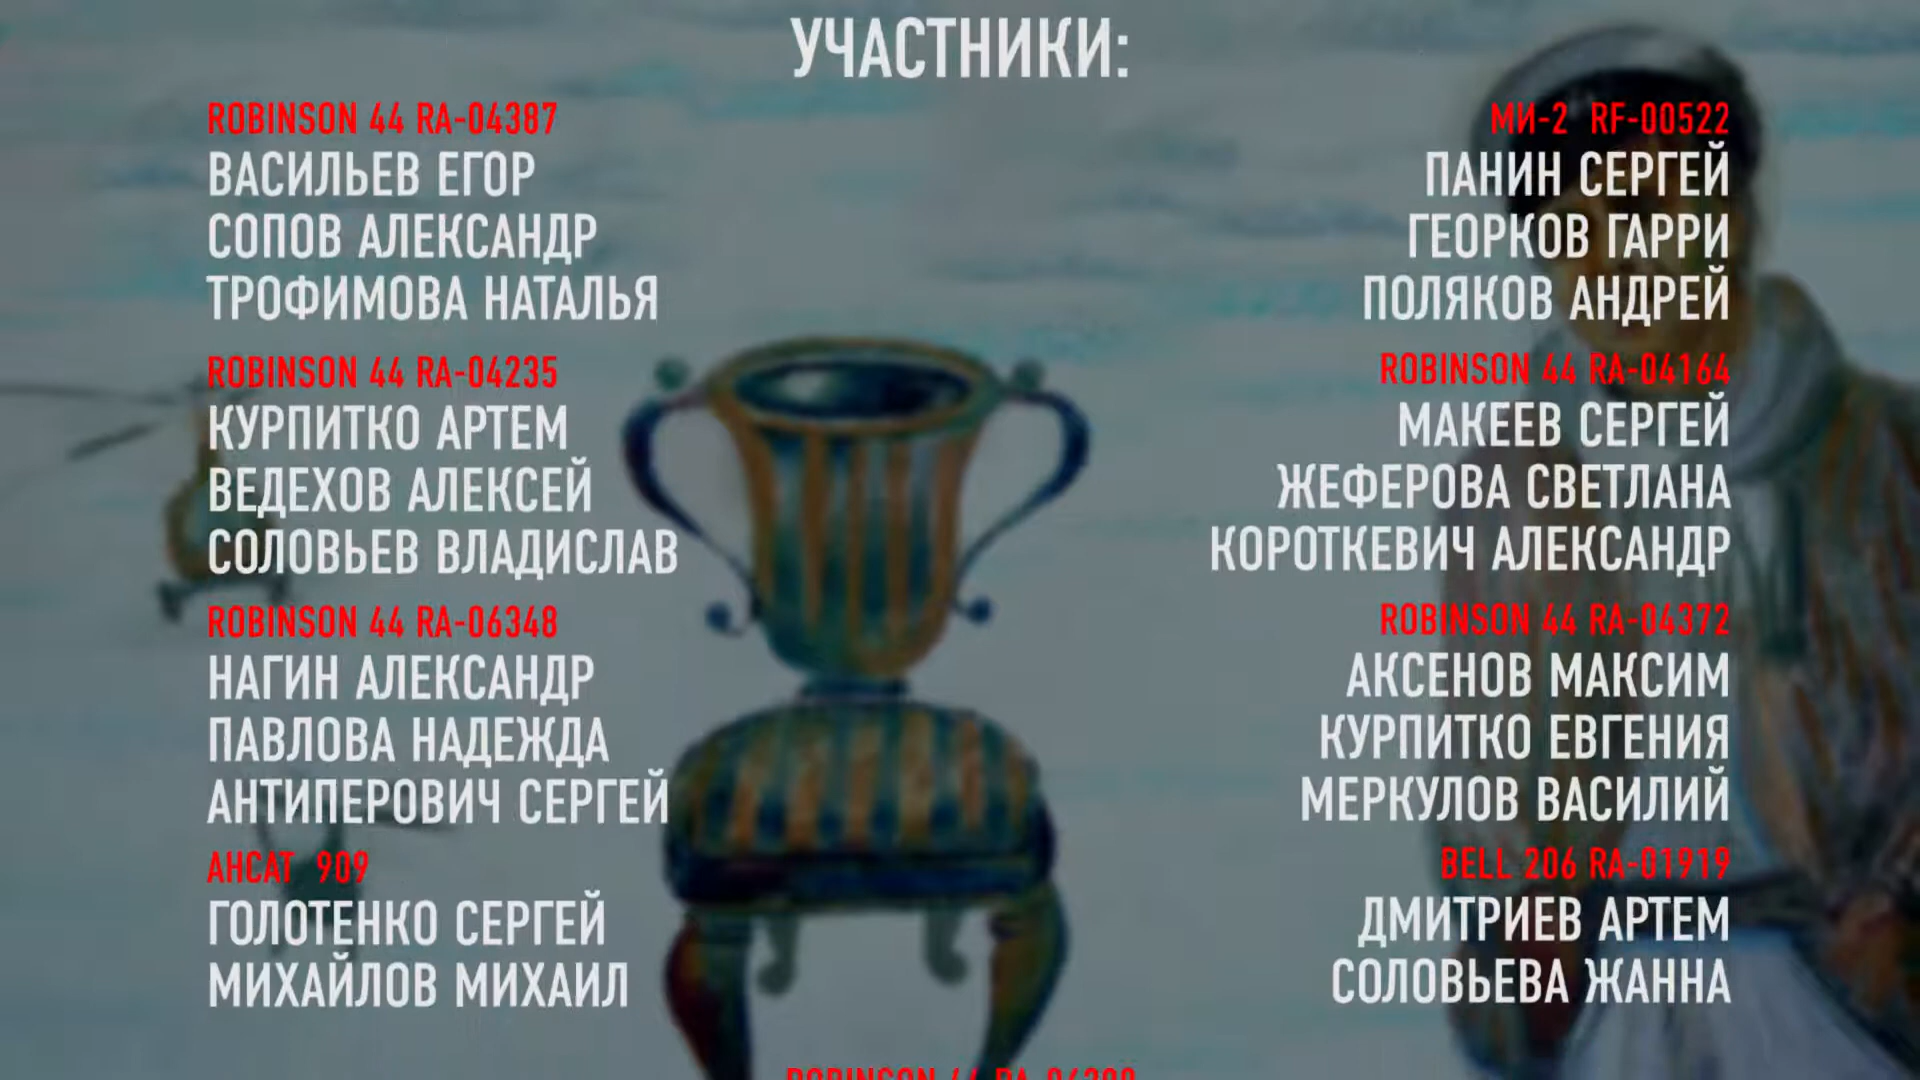 УЧАСТНИКИ:
ROBINSON 44 RA-04387
ВАСИЛЬЕВ ЕГОР
СОПОВ АЛЕКСАНДР
ТРОФИМОВА НАТАЛЬЯ
ROBINSON 44 RA-04235
КУРПИТКО АРТЕМ
ВЕДЕХОВ АЛЕКСЕЙ
СОЛОВЬЕВ ВЛАДИСЛАВ
ROBINSON 44 RA-06348
НАГИН АЛЕКСАНДР
ПАВЛОВА НАДЕЖДА
АНТИПЕРОВИЧ СЕРГЕЙ
АНСАТ 909
ГОЛОТЕНКО СЕРГЕЙ
МИХАЙЛОВ МИХАИЛ
МИ-2 RF-00522
ПАНИН СЕРГЕЙ
ГЕОРКОВ ГАРРИ
ПОЛЯКОВ АНДРЕЙ
ROBINSON 44 RA-04164
МАКЕЕВ СЕРГЕЙ
ЖЕФЕРОВА СВЕТЛАНА
КОРОТКЕВИЧ АЛЕКСАНДР
ROBINSON 44 RA-04372
АКСЕНОВ МАКСИМ
КУРПИТКО ЕВГЕНИЯ
МЕРКУЛОВ ВАСИЛИЙ
BELL 206 RA-01919
ДМИТРИЕВ АРТЕМ
СОЛОВЬЕВА ЖАННА
ROBINSON 44